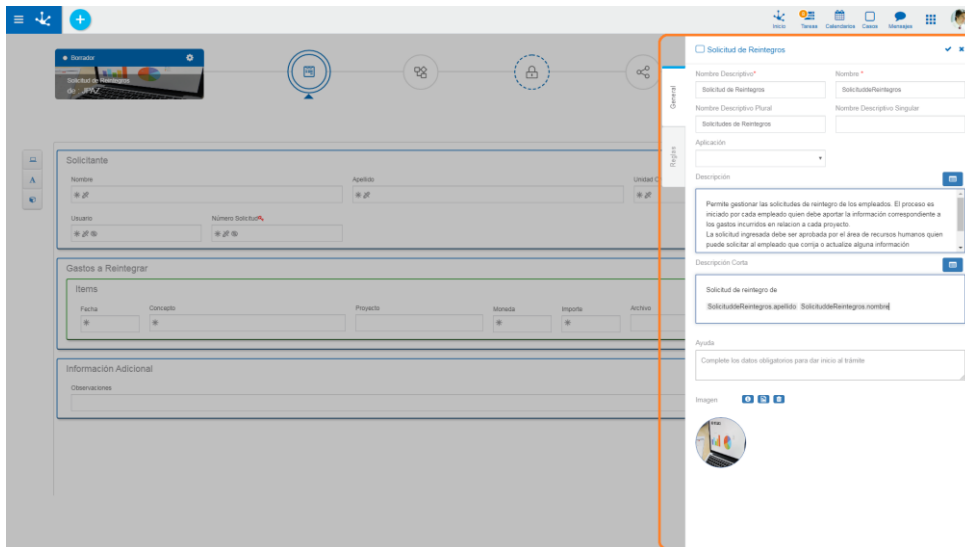 Inicio
Tareas
Calendarios
Casos
Mensajes
Borrador
Solicitud de Reintegros
de JPAZ
Solicitante
Nombre
Apellido
Unidad
Usuario
Número Solicitud
Gastos a Reintegrar
Items
Fecha
Concepto
Proyecto
Moneda
Importe
Archivo
Información Adicional
Observaciones
General
Reglas
Solicitud de Reintegros
Nombre Descriptivo*
Nombre *
Solicitud de Reintegros
SolicituddeReintegros
Nombre Descriptivo Plural
Nombre Descriptivo Singular
Solicitudes de Reintegros
Aplicación
Descripción
Permite gestionar las solicitudes de reintegro de los empleados. El proceso es
iniciado por cada empleado quien debe aportar la información correspondiente a
los gastos incurridos en relacion a cada proyecto.
La solicitud ingresada debe ser aprobada por el área de recursos humanos quien
puede solicitar al empleado que corrija o actualize alguna información
Descripción Corta
Solicitud de reintegro de
SolicituddeReintegros.apellido SolicituddeReintegros.nombre
Ayuda
Complete los datos obligatorios para dar inicio al trámite
Imagen